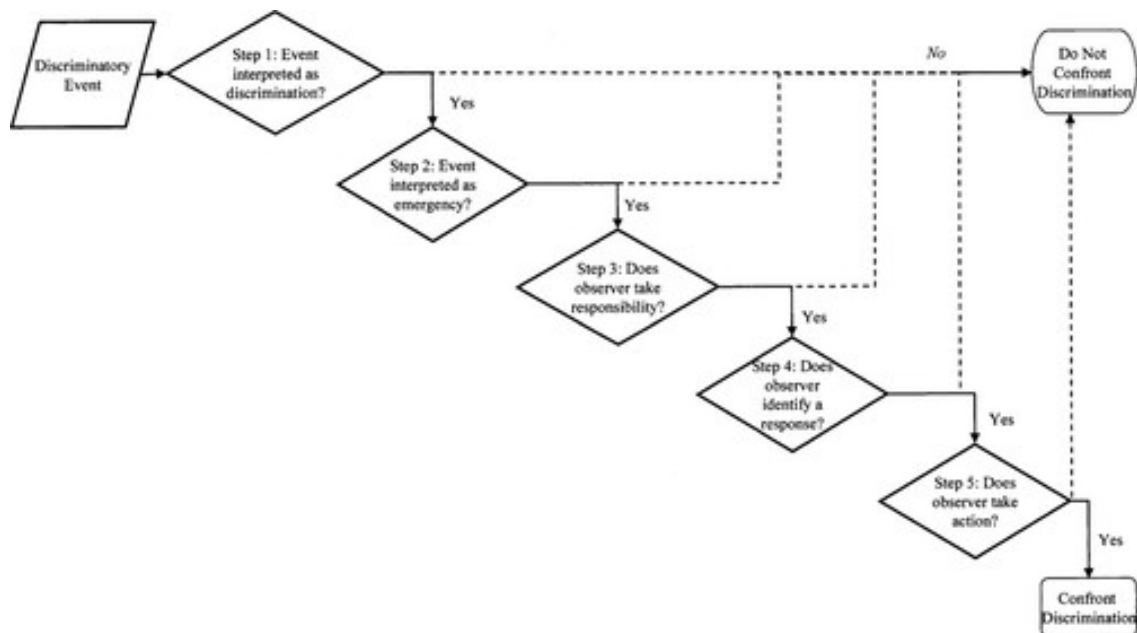 Discriminatory
Event
Step 1: Event
interpreted as
discrimination?
No
Do Not
Confront
Discrimination
Yes
Step 2: Event
interpreted as
emergency?
Yes
Step 3: Does
observer take
responsibility?
Yes
Step 4: Does
observer
identify a
response?
Yes
Step 5: Does
observer take
action?
Yes
Confront
Discrimination